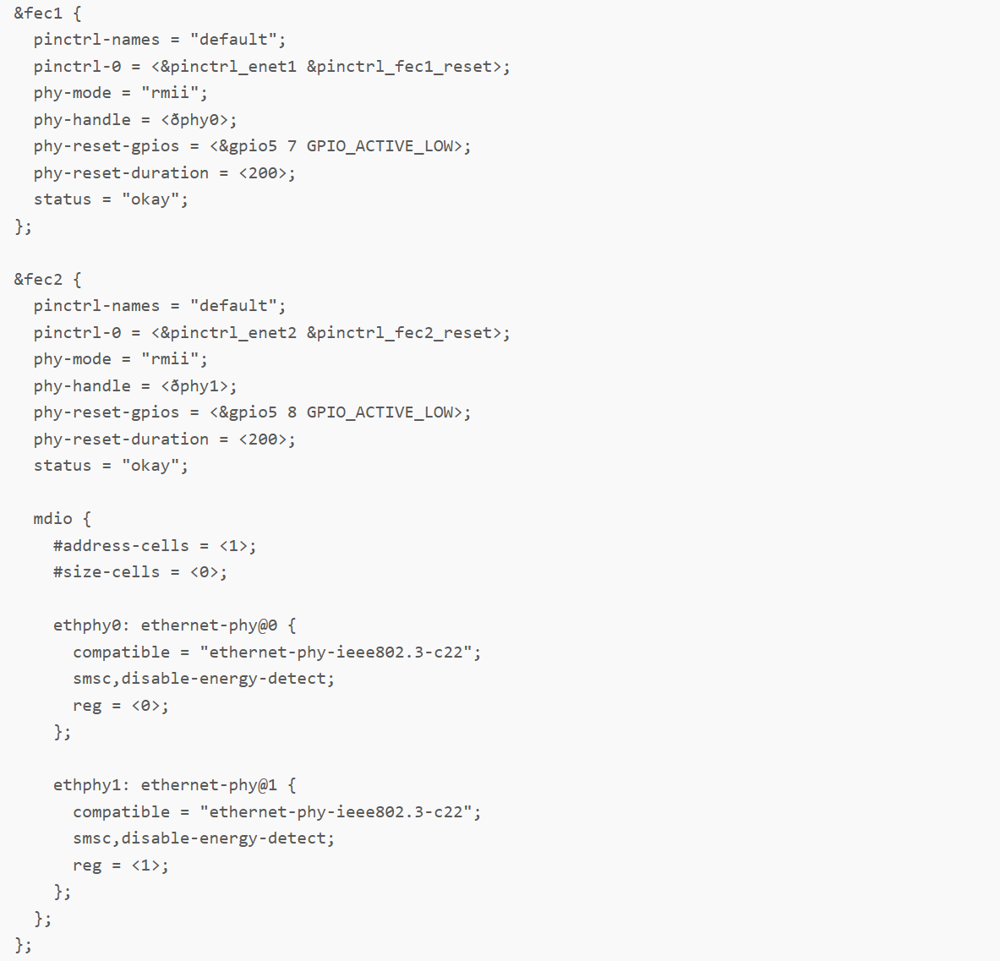 &fec1 {
  pinctrl-names = "default";
  pinctrl-0 = <&pinctrl_enet1 &pinctrl_fec1_reset>;
  phy-mode = "rmii";
  phy-handle = <ðphy0>;
  phy-reset-gpios = <&gpio5 7 GPIO_ACTIVE_LOW>;
  phy-reset-duration = <200>;
  status = "okay";
};

&fec2 {
  pinctrl-names = "default";
  pinctrl-0 = <&pinctrl_enet2 &pinctrl_fec2_reset>;
  phy-mode = "rmii";
  phy-handle = <ðphy1>;
  phy-reset-gpios = <&gpio5 8 GPIO_ACTIVE_LOW>;
  phy-reset-duration = <200>;
  status = "okay";

  mdio {
    #address-cells = <1>;
    #size-cells = <0>;

    ethphy0: ethernet-phy@0 {
      compatible = "ethernet-phy-ieee802.3-c22";
      smsc,disable-energy-detect;
      reg = <0>;
    };

    ethphy1: ethernet-phy@1 {
      compatible = "ethernet-phy-ieee802.3-c22";
      smsc,disable-energy-detect;
      reg = <1>;
    };
  };
};